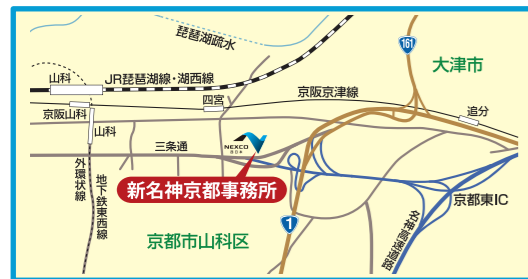 琵琶湖疏水
161
大津市
山科
JR琵琶湖線・湖西線
四宮
京阪京津線
追分
京阪山科
山科
三条通
NEXCO
西日本
外環状線
地下鉄東西線
新名神京都事務所
京都東IC
1
名神高速道路
京都市山科区